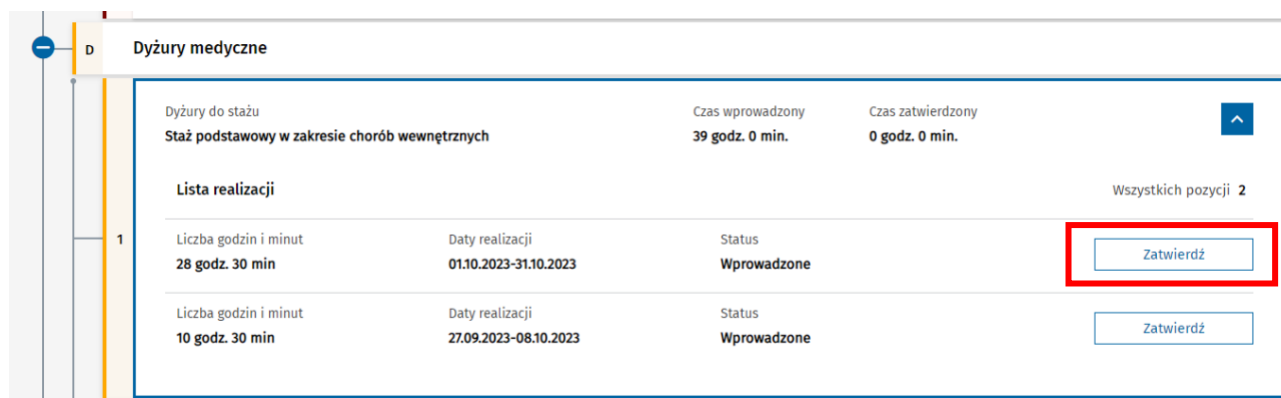 D Dyżury medyczne
Dyżury do stażu Czas wprowadzony Czas zatwierdzony
Staż podstawowy w zakresie chorób wewnętrznych 39 godz. 0 min. 0 godz. 0 min.
Lista realizacji Wszystkich pozycji 2
1 Liczba godzin i minut Daty realizacji Status Zatwierdź
28 godz. 30 min 01.10.2023-31.10.2023 Wprowadzone
Liczba godzin i minut Daty realizacji Status Zatwierdź
10 godz. 30 min 27.09.2023-08.10.2023 Wprowadzone